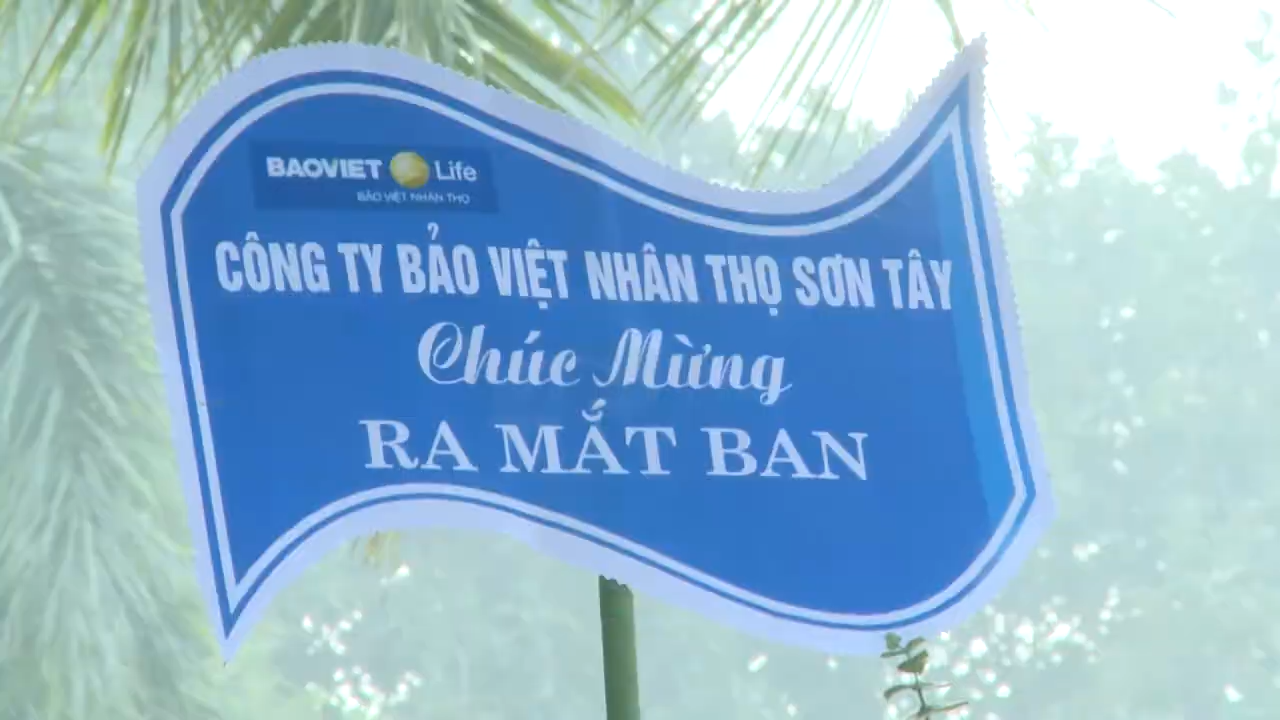 BAOVIET Life
BẢO VIỆT NHÂN THỌ
CÔNG TY BẢO VIỆT NHÂN THỌ SƠN TÂY
Chúc Mừng
RA MẮT BAN